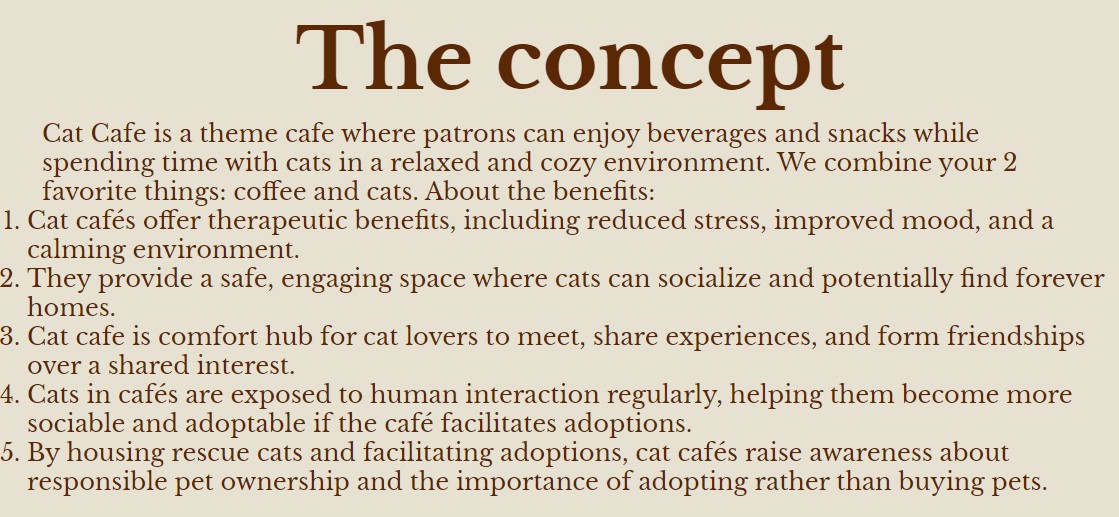 The concept
Cat Cafe is a theme cafe where patrons can enjoy beverages and snacks while
spending time with cats in a relaxed and cozy environment. We combine your 2
favorite things: coffee and cats. About the benefits:
1. Cat cafés offer therapeutic benefits, including reduced stress, improved mood, and a
calming environment.
2. They provide a safe, engaging space where cats can socialize and potentially find forever
homes.
3. Cat cafe is comfort hub for cat lovers to meet, share experiences, and form friendships
over a shared interest.
4. Cats in cafés are exposed to human interaction regularly, helping them become more
sociable and adoptable if the café facilitates adoptions.
5. By housing rescue cats and facilitating adoptions, cat cafés raise awareness about
responsible pet ownership and the importance of adopting rather than buying pets.